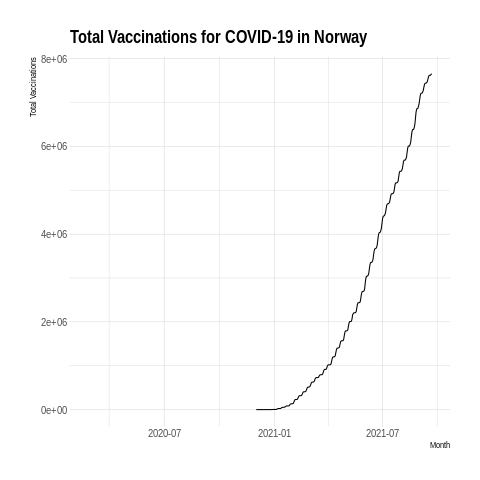 Total Vaccinations for COVID-19 in Norway
Total Vaccinations
8e+06
6e+06
4e+06
2e+06
0e+00
2020-07
2021-01
2021-07
Month